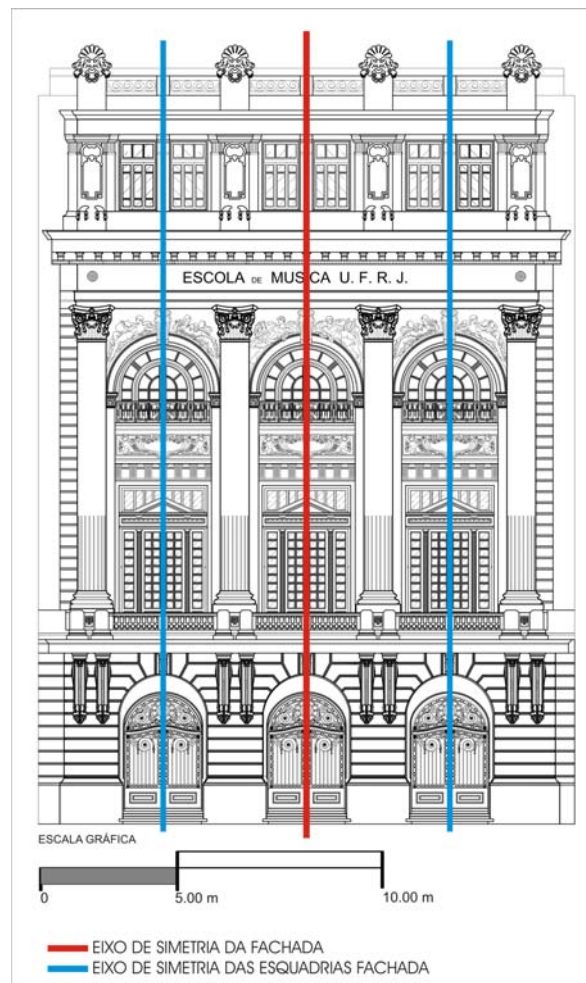 ESCOLA DE MUSICA U. F. R. J.
ESCALA GRÁFICA
0 5.00 m 10.00 m
EIXO DE SIMETRIA DA FACHADA
EIXO DE SIMETRIA DAS ESQUADRIAS FACHADA